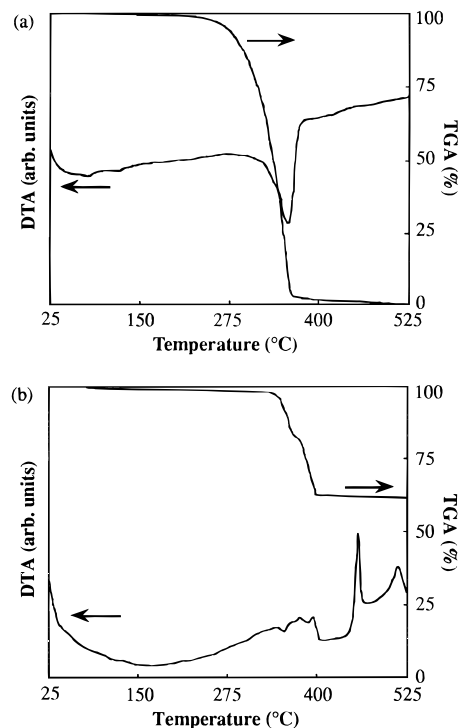 (a)
100
75
50
25
0
DTA (arb. units)
TGA (%)
25 150 275 400 525
Temperature (°C)
(b)
100
75
50
25
0
DTA (arb. units)
TGA (%)
25 150 275 400 525
Temperature (°C)